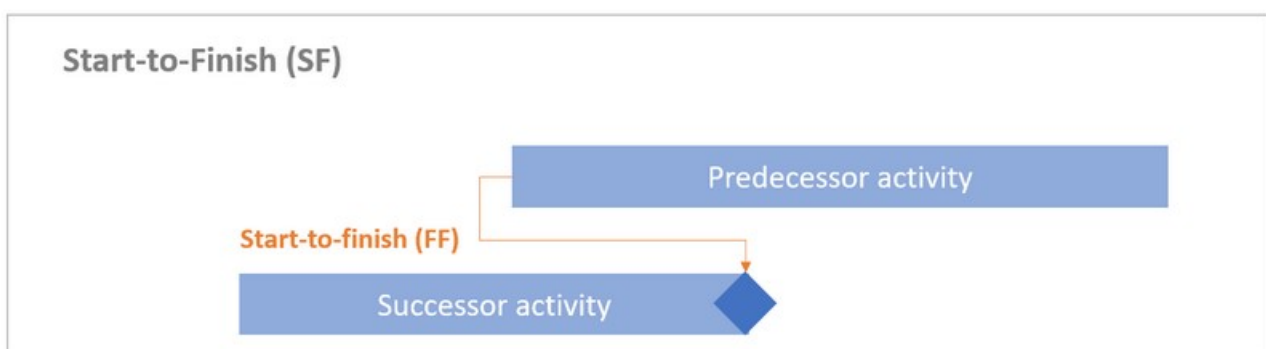 Start-to-Finish (SF)
Predecessor activity
Start-to-finish (FF)
Successor activity